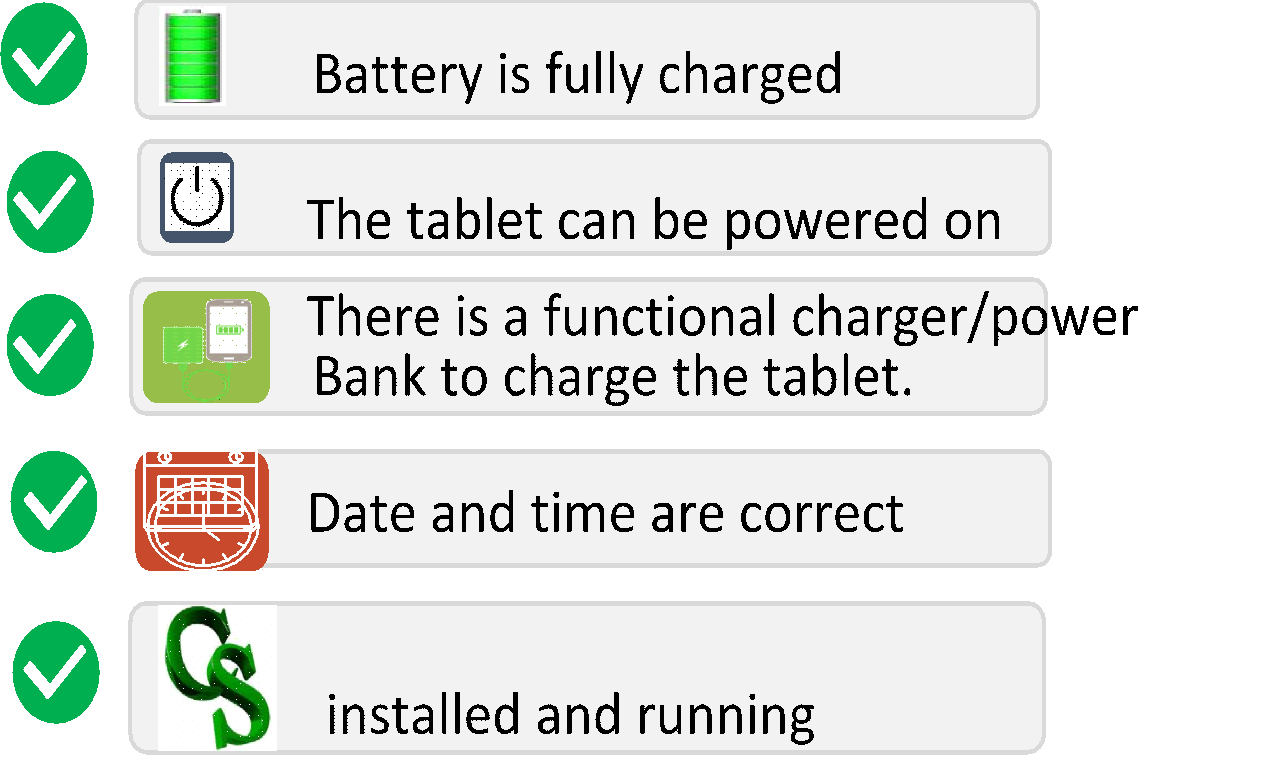 Battery is fully charged
The tablet can be powered on
There is a functional charger/power
Bank to charge the tablet.
Date and time are correct
CS
installed and running